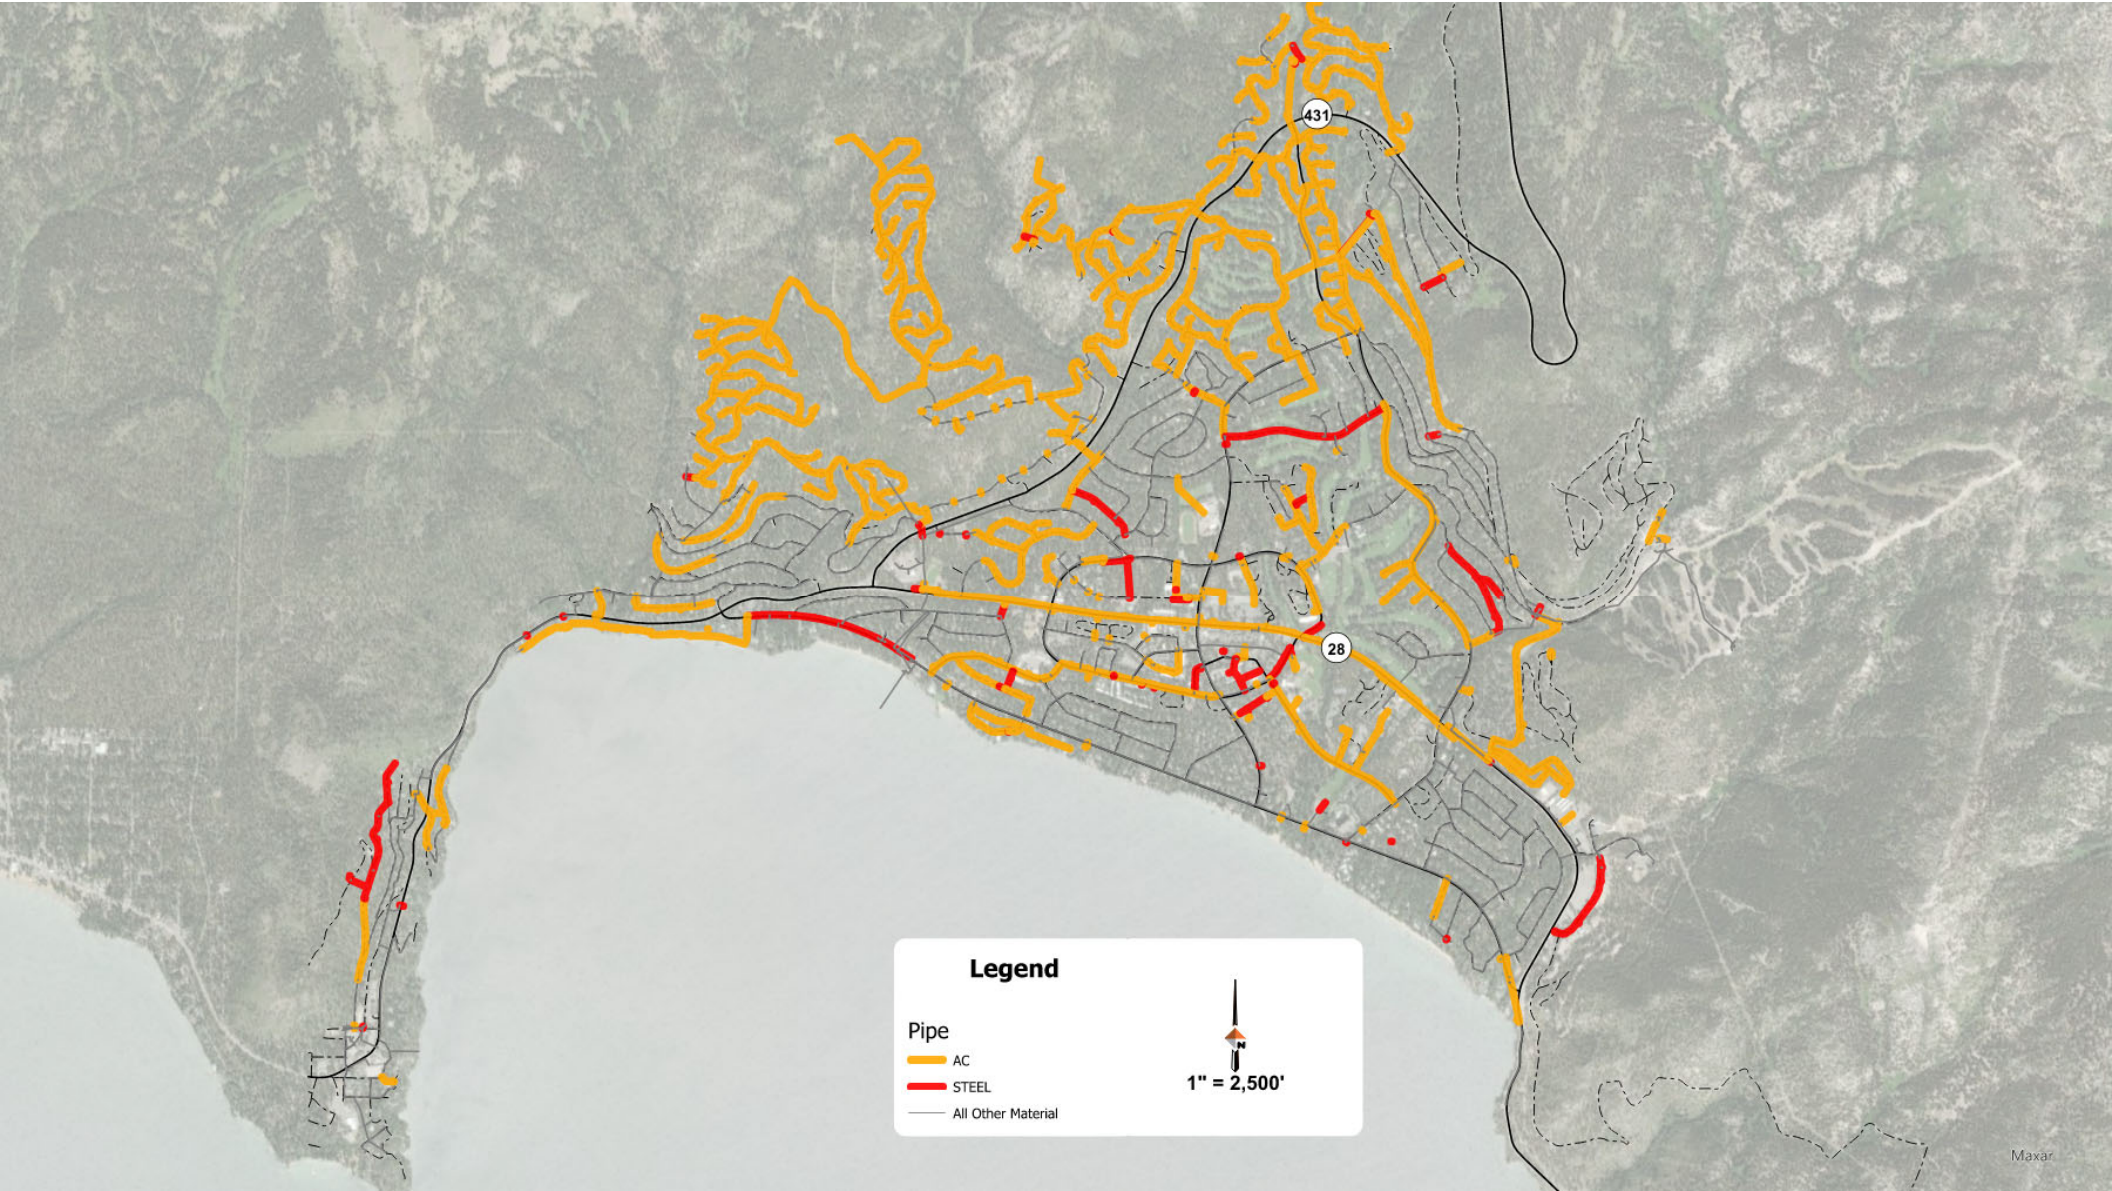 431
28
Legend
Pipe
AC
STEEL
All Other Material
N
1" = 2,500'
Maxar